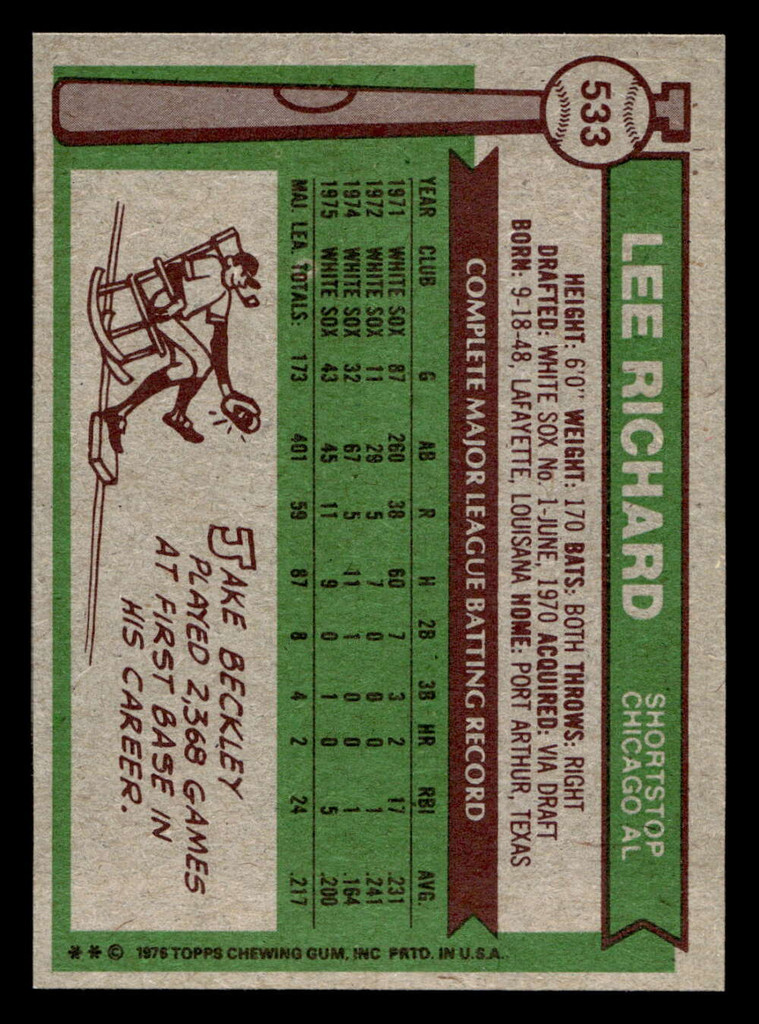 533
LEE RICHARD
SHORTSTOP
CHICAGO AL
HEIGHT: 6'0" WEIGHT: 170 BATS: BOTH THROWS: RIGHT
DRAFTED: WHITE SOX No. 1-JUNE, 1970 ACQUIRED: VIA DRAFT
BORN: 9-18-48, LAFAYETTE, LOUISANA HOME: PORT ARTHUR, TEXAS
COMPLETE MAJOR LEAGUE BATTING RECORD
YEAR CLUB G AB R H 2B 3B HR RBI AVG.
1971 WHITE SOX 87 260 38 60 7 3 2 17 .231
1972 WHITE SOX 11 29 5 7 0 0 0 1 .241
1974 WHITE SOX 32 67 5 11 1 0 0 1 .164
1975 WHITE SOX 43 45 11 9 0 1 0 5 .200
MAJ. LEA. TOTALS: 173 401 59 87 8 4 2 24 .217
JAKE BECKLEY
PLAYED 2,368 GAMES
AT FIRST BASE IN
HIS CAREER.
** © 1976 TOPPS CHEWING GUM, INC PRTD. IN U.S.A.